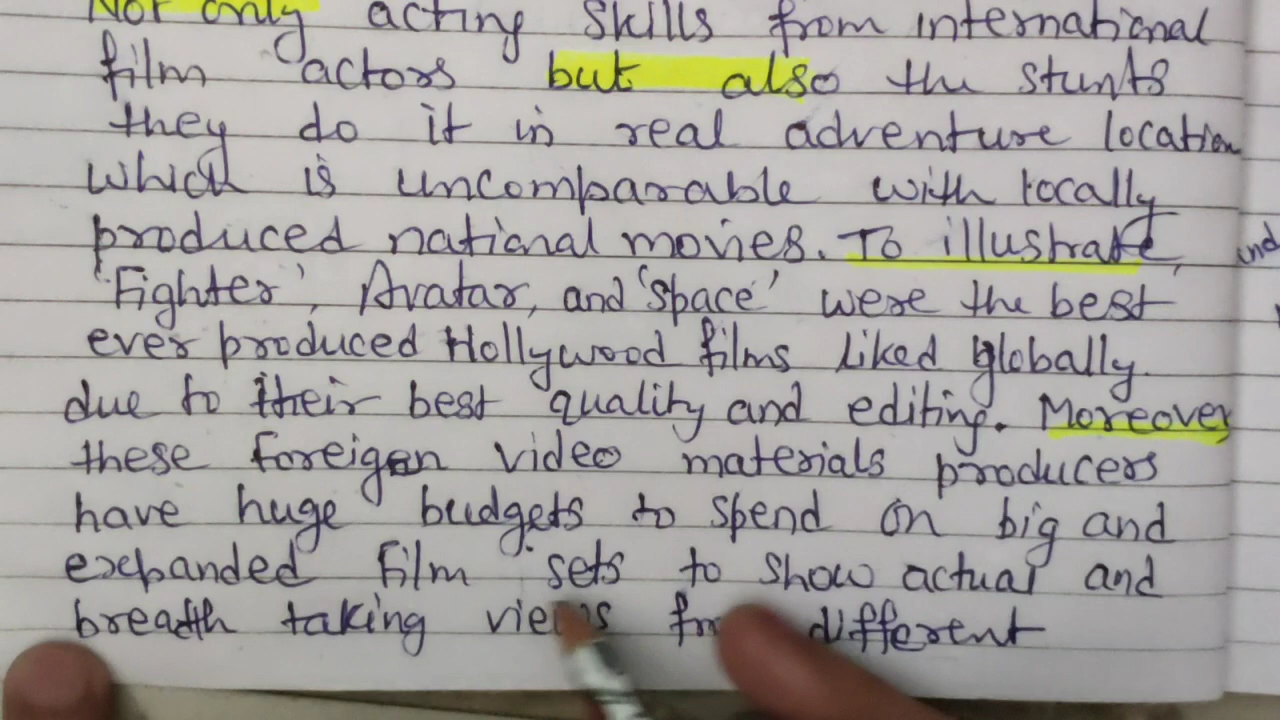 Not only acting skills from international
film actors but also the stunts
they do it in real adventure location
which is uncomparable with locally
produced national movies. To illustrate,
'Fighter', Avatar, and 'space' were the best
ever produced Hollywood films liked globally
due to their best quality and editing. Moreover
these foreign video materials producers
have huge budgets to spend on big and
expanded film sets to show actual and
breadth taking views different
and